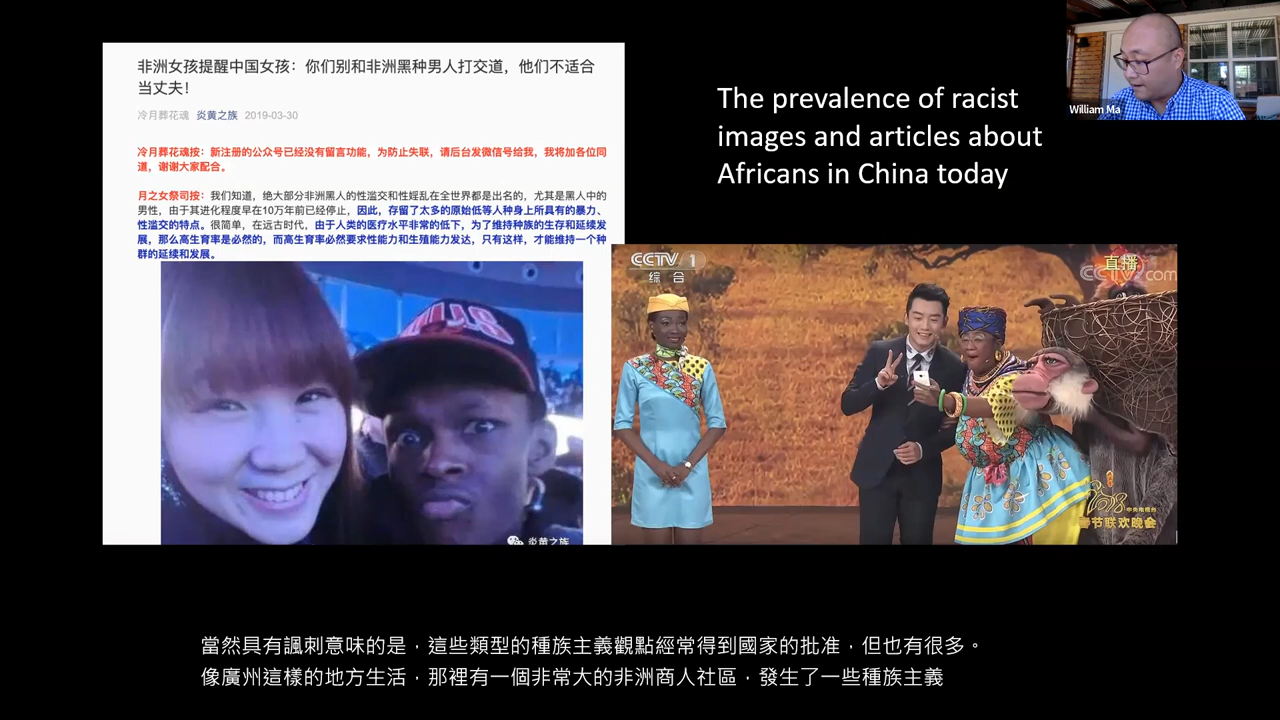 非洲女孩提醒中国女孩：你们别和非洲黑种男人打交道，他们不适合
当丈夫！
冷月葬花魂 炎黄之族 2019-03-30
冷月葬花魂按：新注册的公众号已经没有留言功能，为防止失联，请后台发微信号给我，我将加各位同
道，谢谢大家配合。
月之女祭司按：我们知道，绝大部分非洲黑人的性滥交和性婬乱在全世界都是出名的，尤其是黑人中的
男性，由于其进化程度早在10万年前已经停止，因此，存留了太多的原始低等人种身上所具有的暴力、
性滥交的特点。很简单，在远古时代，由于人类的医疗水平非常的低下，为了维持种族的生存和延续发
展，那么高生育率是必然的，而高生育率必然要求性能力和生殖能力发达，只有这样，才能维持一个种
群的延续和发展。
炎黄之族
The prevalence of racist
images and articles about
Africans in China today
William Ma
CCTV 1
综合
直播
CCTV.com
2018
中央电视台
春节联欢晚会
當然具有諷刺意味的是，這些類型的種族主義觀點經常得到國家的批准，但也有很多。
像廣州這樣的地方生活，那裡有一個非常大的非洲商人社區，發生了一些種族主義